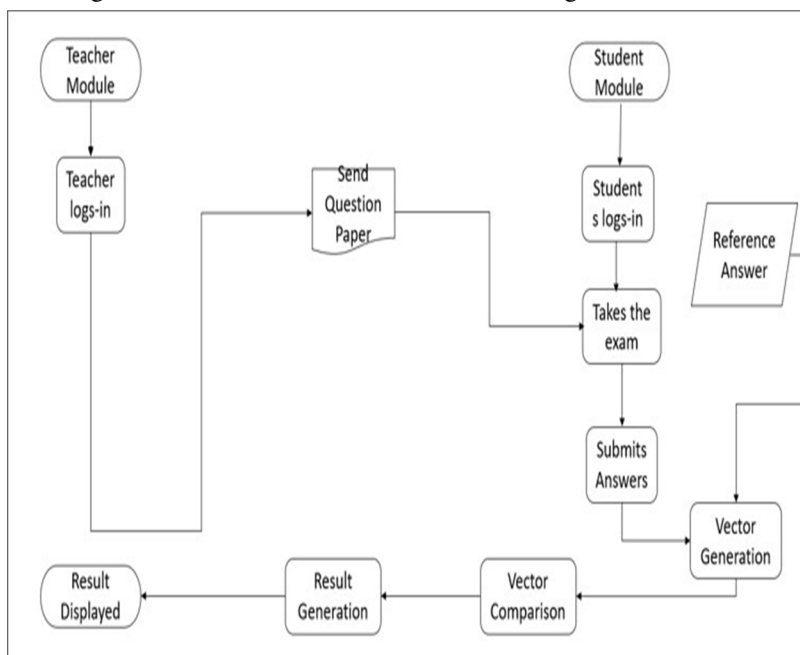 Teacher
Module
Student
Module
Teacher
logs-in
Send
Question
Paper
Student
s logs-in
Reference
Answer
Takes the
exam
Submits
Answers
Vector
Generation
Vector
Comparison
Result
Generation
Result
Displayed